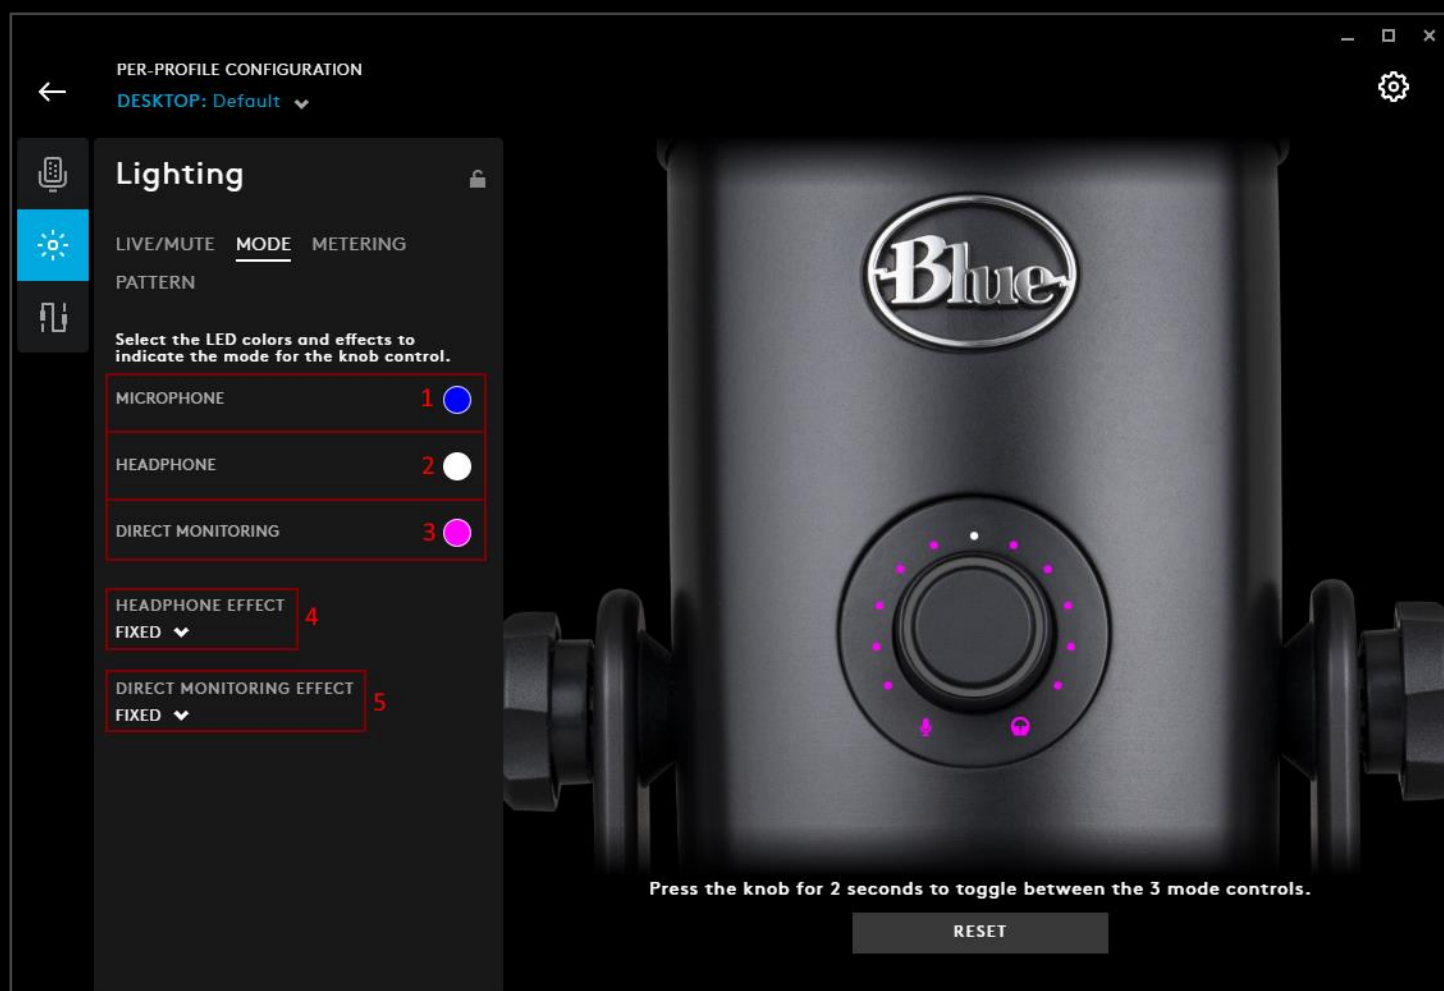 PER-PROFILE CONFIGURATION
DESKTOP: Default
Lighting
LIVE/MUTE MODE METERING
PATTERN
Select the LED colors and effects to
indicate the mode for the knob control.
MICROPHONE 1
HEADPHONE 2
DIRECT MONITORING 3
HEADPHONE EFFECT
FIXED
4
DIRECT MONITORING EFFECT
FIXED
5
Blue
Press the knob for 2 seconds to toggle between the 3 mode controls.
RESET